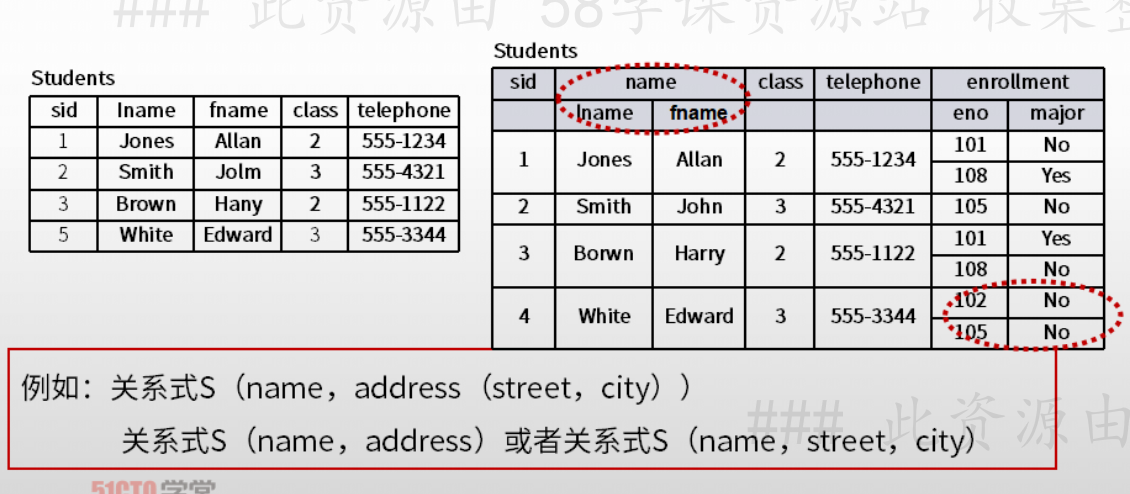 ### 此资源由 58学课资源站 收集整
Students
sid lname fname class telephone
1 Jones Allan 2 555-1234
2 Smith Jolm 3 555-4321
3 Brown Hany 2 555-1122
5 White Edward 3 555-3344
Students
sid name class telephone enrollment
lname fname eno major
1 Jones Allan 2 555-1234 101 No
108 Yes
2 Smith John 3 555-4321 105 No
3 Borwn Harry 2 555-1122 101 Yes
108 No
4 White Edward 3 555-3344 102 No
105 No
例如：关系式S（name，address（street，city））
关系式S（name，address）或者关系式S（name，street，city）
### 此资源由
51CTO学堂